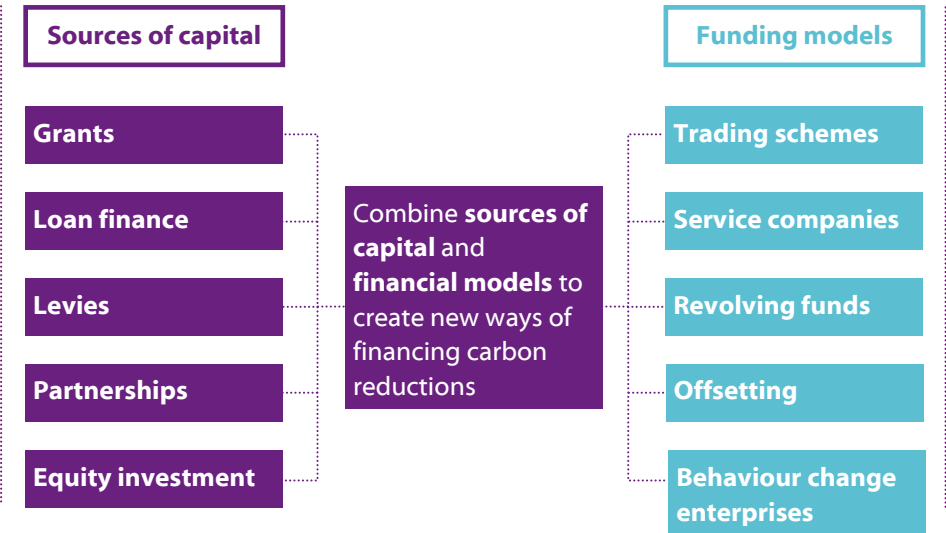 Sources of capital
Grants
Loan finance
Levies
Partnerships
Equity investment
Combine sources of
capital and
financial models to
create new ways of
financing carbon
reductions
Funding models
Trading schemes
Service companies
Revolving funds
Offsetting
Behaviour change
enterprises